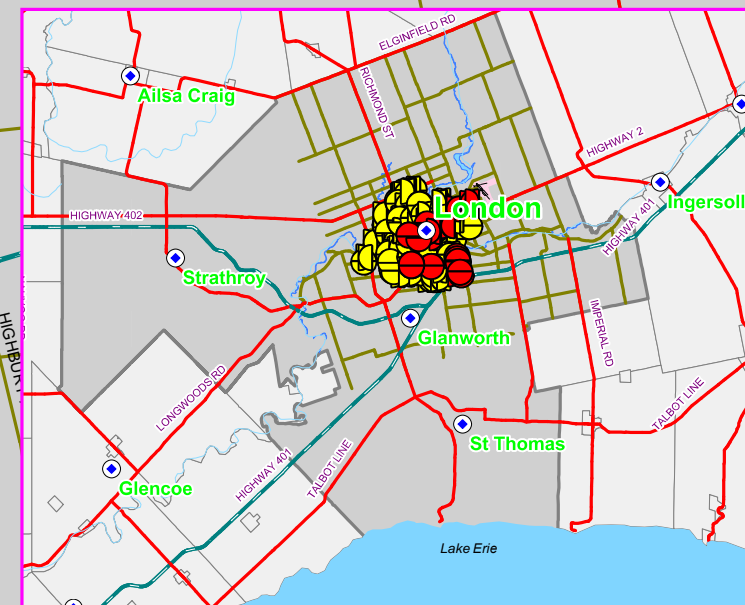 ELGINFIELD RD
Ailsa Craig
RICHMOND ST
HIGHWAY 2
London
Ingersoll
HIGHWAY 402
HIGHWAY 401
Strathroy
HIGHBURY
Glanworth
IMPERIAL RD
LONGWOODS RD
TALBOT LINE
St Thomas
HIGHWAY 401
TALBOT LINE
Glencoe
Lake Erie